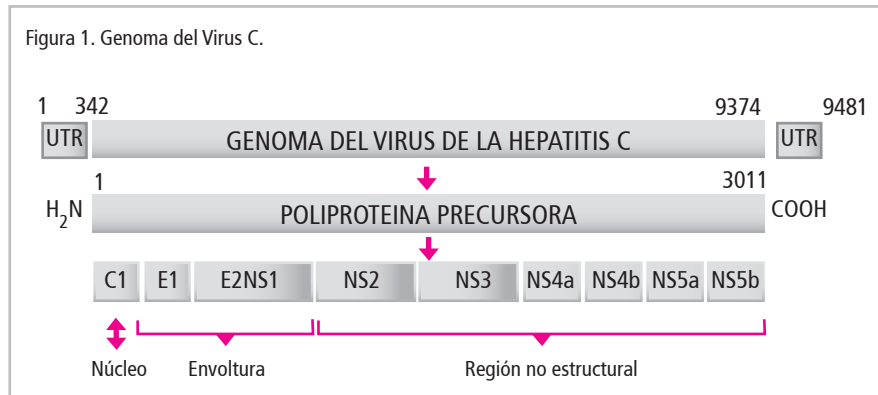 Figura 1. Genoma del Virus C.
1 342 9374 9481
UTR GENOMA DEL VIRUS DE LA HEPATITIS C UTR
1 3011
H2N POLIPROTEINA PRECURSORA COOH
C1 E1 E2NS1 NS2 NS3 NS4a NS4b NS5a NS5b
Núcleo Envoltura Región no estructural